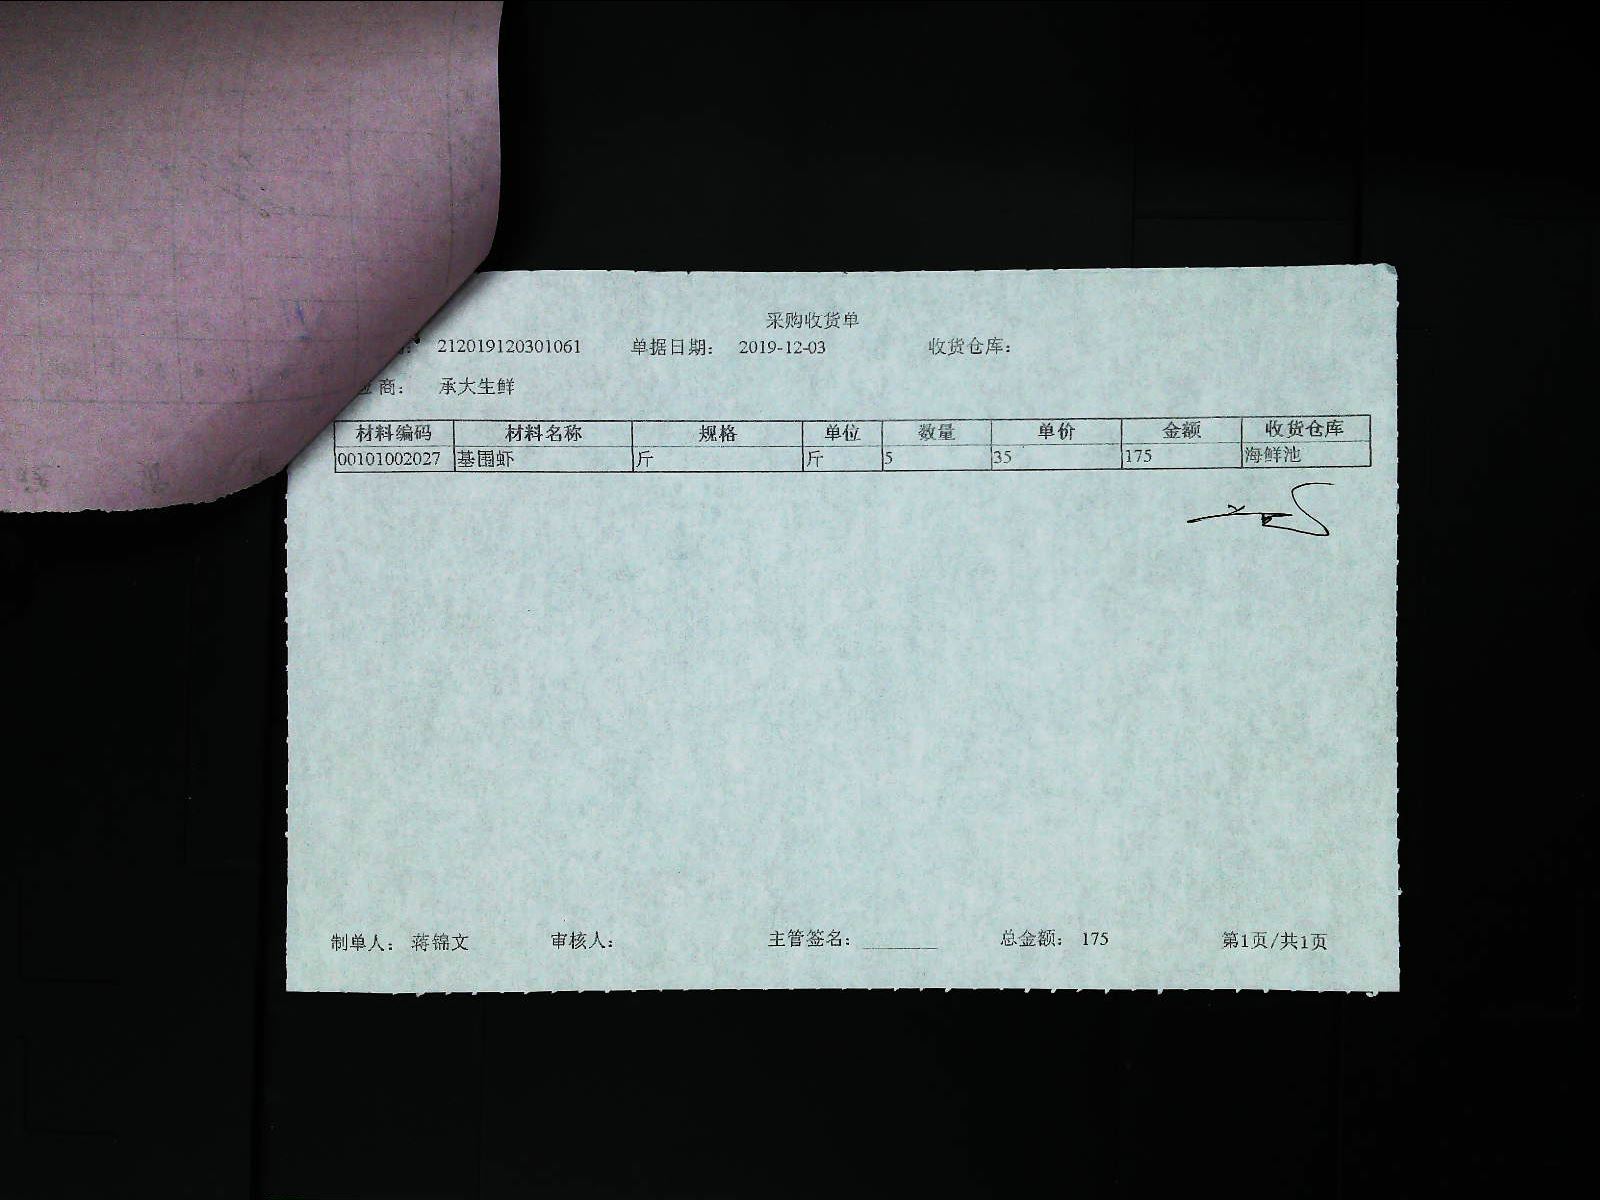 采购收货单
212019120301061 单据日期: 2019-12-03 收货仓库:
应商: 承大生鲜
材料编码 材料名称 规格 单位 数量 单价 金额 收货仓库
00101002027 基围虾 斤 斤 5 35 175 海鲜池
制单人: 蒋锦文 审核人: 主管签名: ________ 总金额: 175 第1页/共1页